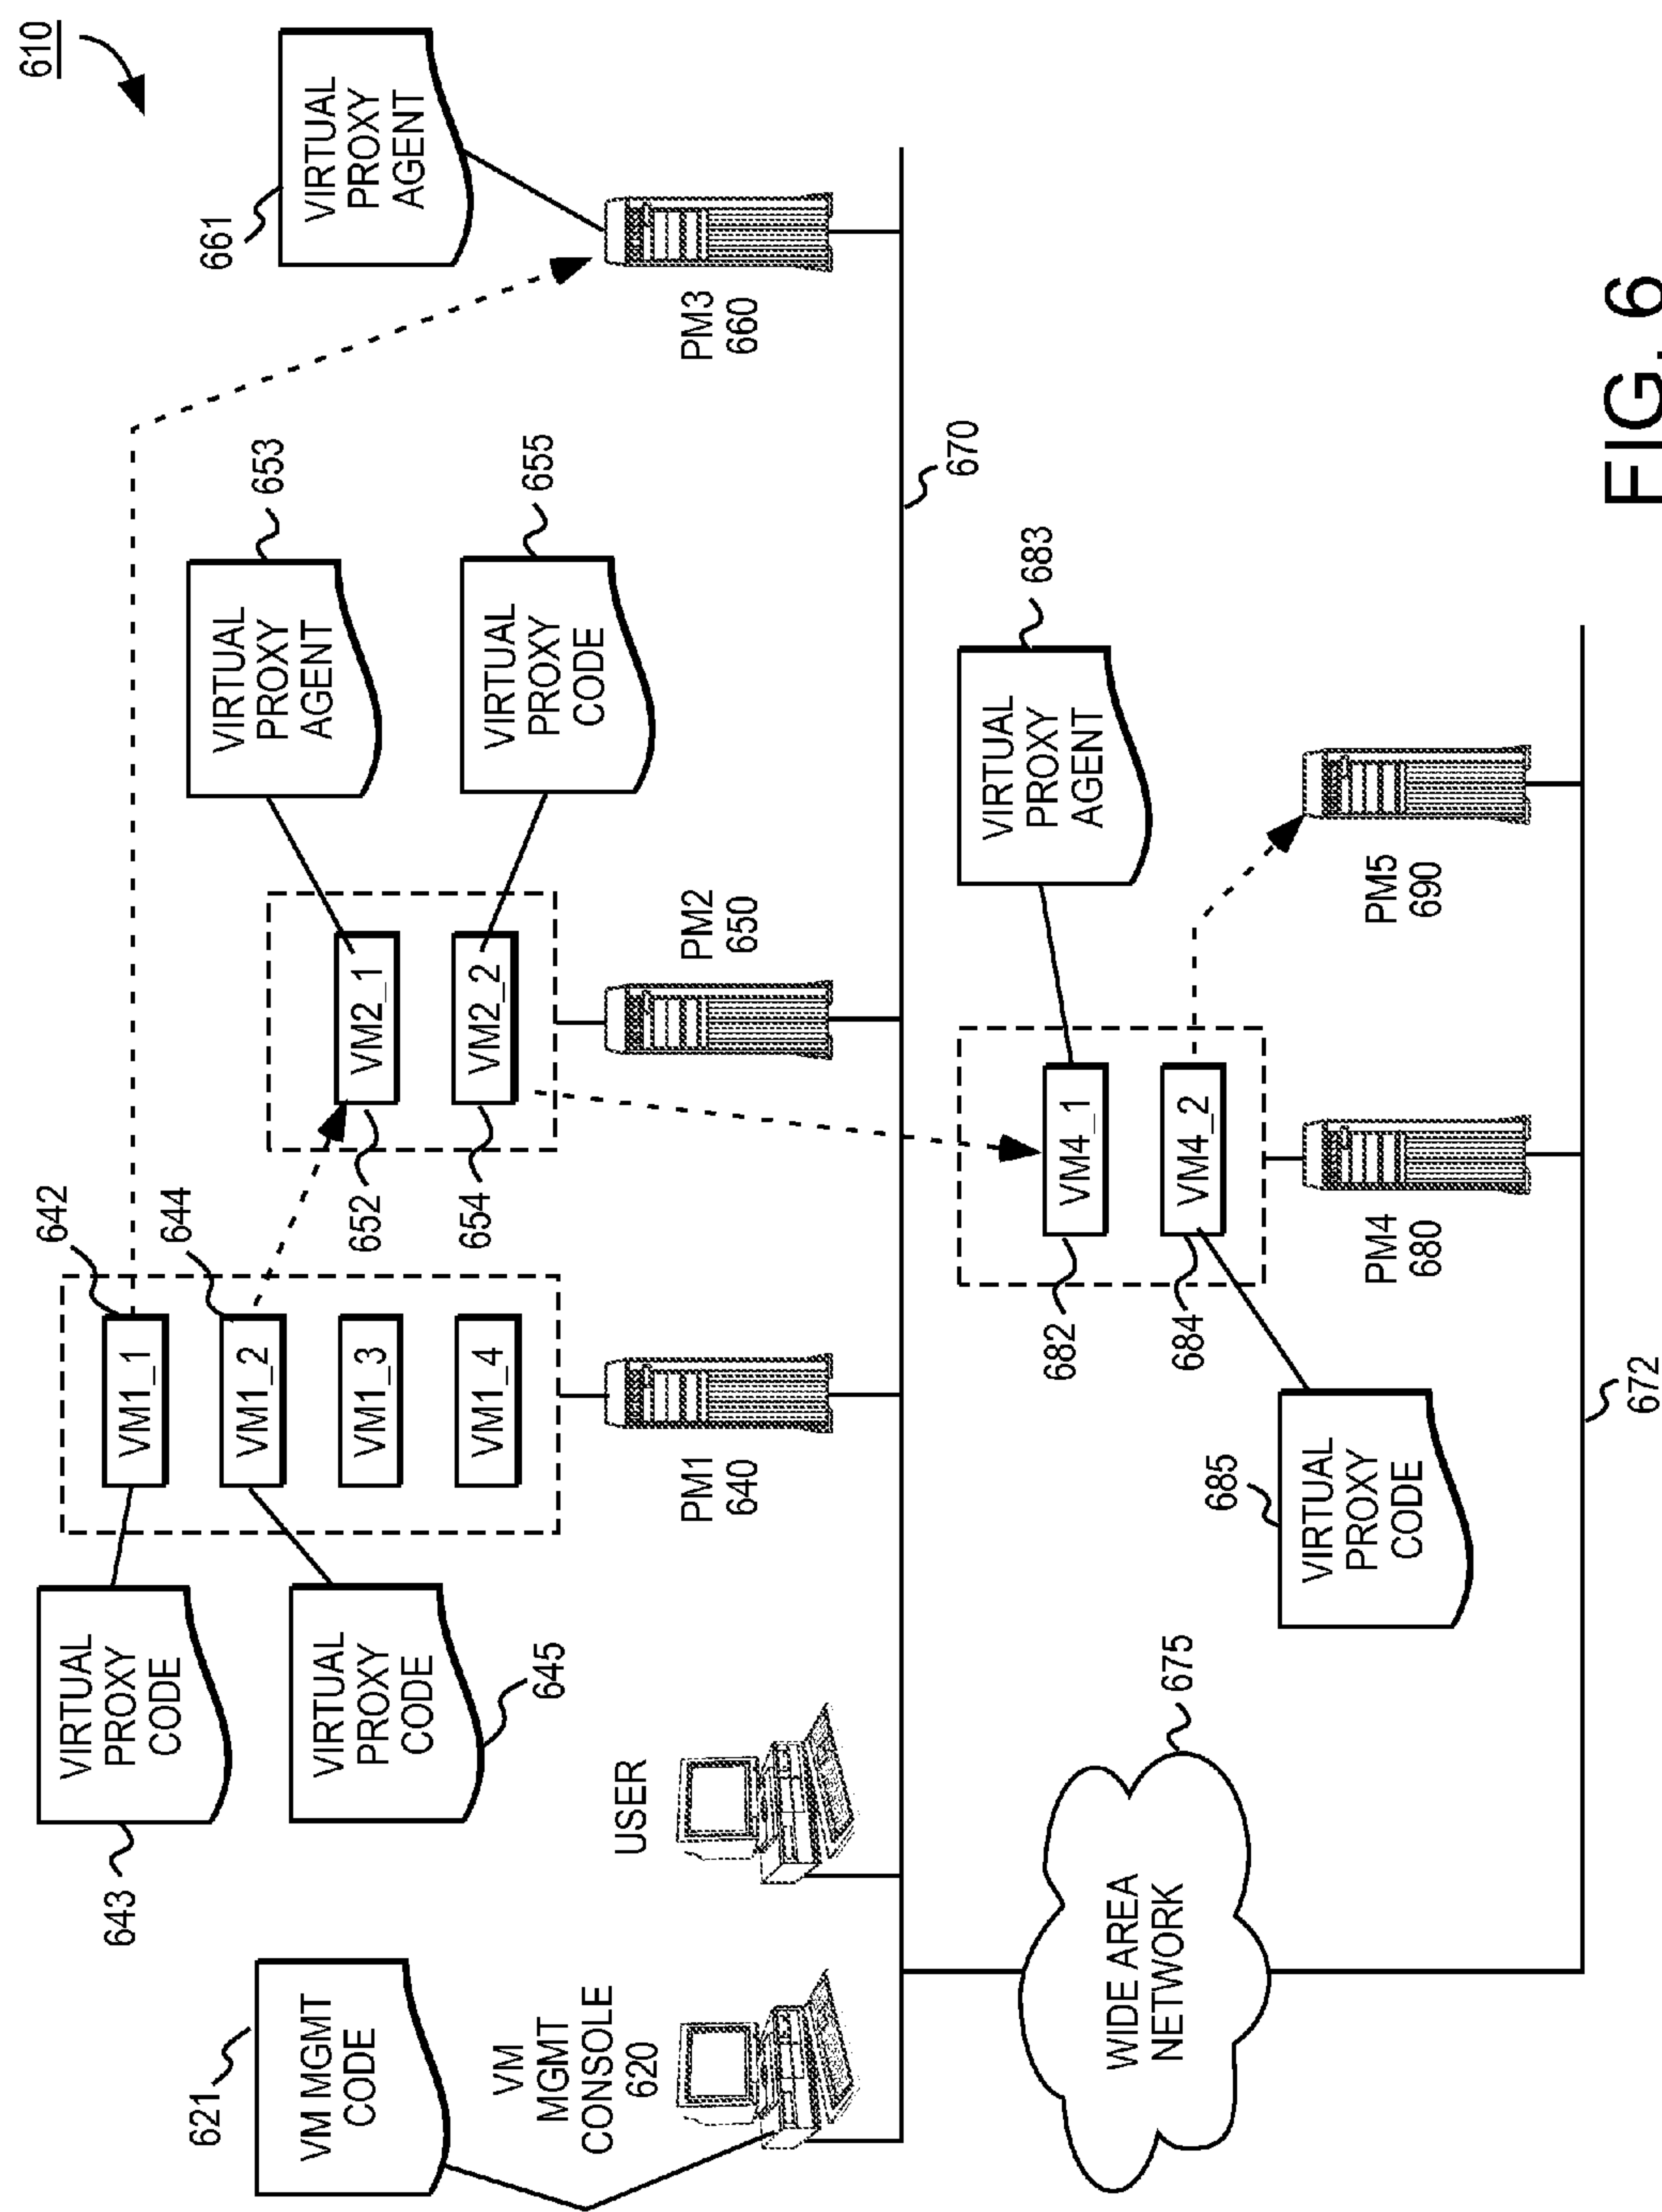 610
621
VM MGMT
CODE
VM
MGMT
CONSOLE
620
USER
643
VIRTUAL
PROXY
CODE
VIRTUAL
PROXY
CODE
645
642
644
VM1_1
VM1_2
VM1_3
VM1_4
PM1
640
652
654
VM2_1
VM2_2
PM2
650
VIRTUAL
PROXY
AGENT
653
VIRTUAL
PROXY
CODE
655
661
VIRTUAL
PROXY
AGENT
PM3
660
670
WIDE AREA
NETWORK
675
685
VIRTUAL
PROXY
CODE
682
684
VM4_1
VM4_2
PM4
680
VIRTUAL
PROXY
AGENT
683
PM5
690
672
FIG. 6